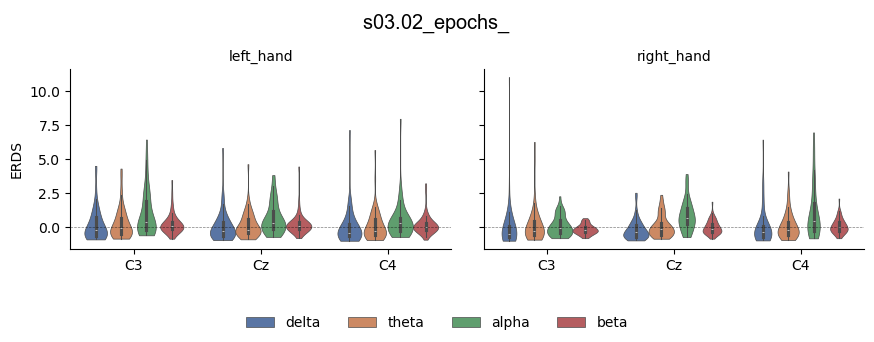 s03.02_epochs_
left_hand
right_hand
ERDS
10.0
7.5
5.0
2.5
0.0
C3 Cz C4
C3 Cz C4
delta theta alpha beta